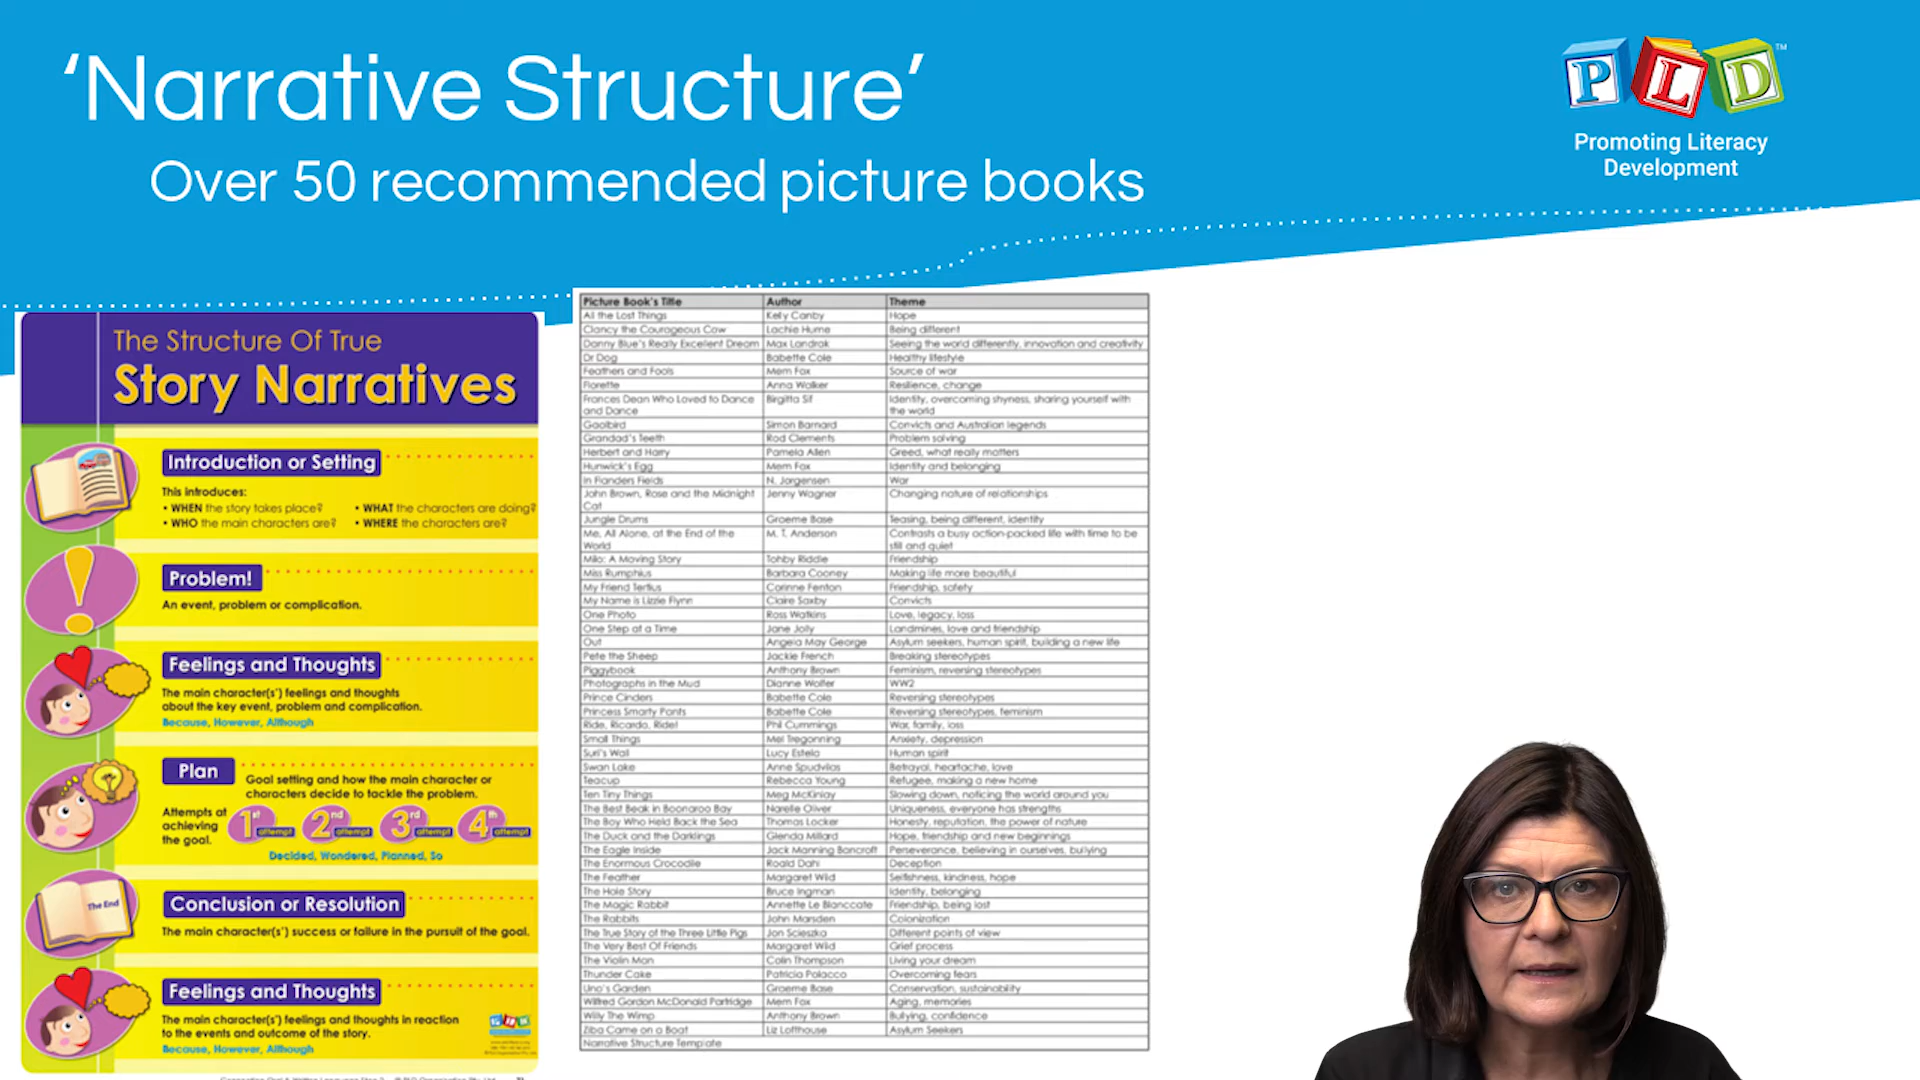 ‘Narrative Structure’
Over 50 recommended picture books
P L D ™
Promoting Literacy
Development
The Structure Of True
Story Narratives
Introduction or Setting
This introduces:
• WHEN the story takes place? • WHAT the characters are doing?
• WHO the main characters are? • WHERE the characters are?
Problem!
An event, problem or complication.
Feelings and Thoughts
The main character(s') feelings and thoughts
about the key event, problem and complication.
Because, However, Although
Plan
Goal setting and how the main character or
characters decide to tackle the problem.
Attempts at
achieving
the goal.
1st attempt 2nd attempt 3rd attempt 4th attempt
Decided, Wondered, Planned, So
The End
Conclusion or Resolution
The main character(s') success or failure in the pursuit of the goal.
Feelings and Thoughts
The main character(s') feelings and thoughts in reaction
to the events and outcome of the story.
Because, However, Although
PLD
Picture Book's Title Author Theme
All the Lost Things Kelly Canby Hope
Clancy the Courageous Cow Lachie Hume Being different
Danny Blue's Really Excellent Dream Max Landrak Seeing the world differently, innovation and creativity
Dr Dog Babette Cole Healthy lifestyle
Feathers and Fools Mem Fox Source of war
Florette Anna Walker Resilience, change
Frances Dean Who Loved to Dance and Dance Birgitta Sif Identity, overcoming shyness, sharing yourself with the world
Gaolbird Simon Barnard Convicts and Australian legends
Grandad's Teeth Rod Clements Problem solving
Herbert and Harry Pamela Allen Greed, what really matters
Hunwick's Egg Mem Fox Identity and belonging
In Flanders Fields N. Jorgensen War
John Brown, Rose and the Midnight Cat Jenny Wagner Changing nature of relationships
Jungle Drums Graeme Base Teasing, being different, identity
Me, All Alone, at the End of the World M. T. Anderson Contrasts a busy action-packed life with time to be still and quiet
Milo: A Moving Story Tohby Riddle Friendship
Miss Rumphius Barbara Cooney Making life more beautiful
My Friend Tertius Corinne Fenton Friendship, safety
My Name is Lizzie Flynn Claire Saxby Convicts
One Photo Ross Watkins Love, legacy, loss
One Step at a Time Jane Jolly Landmines, love and friendship
Out Angela May George Asylum seekers, human spirit, building a new life
Pete the Sheep Jackie French Breaking stereotypes
Piggybook Anthony Brown Feminism, reversing stereotypes
Photographs in the Mud Dianne Wolfer WW2
Prince Cinders Babette Cole Reversing stereotypes
Princess Smarty Pants Babette Cole Reversing stereotypes, feminism
Ride, Ricardo, Ride! Phil Cummings War, family, loss
Small Things Mel Tregonning Anxiety, depression
Suri's Wall Lucy Estela Human spirit
Swan Lake Anne Spudvilas Betrayal, heartache, love
Teacup Rebecca Young Refugee, making a new home
Ten Tiny Things Meg McKinlay Slowing down, noticing the world around you
The Best Beak in Boonaroo Bay Narelle Oliver Uniqueness, everyone has strengths
The Boy Who Held Back the Sea Thomas Locker Honesty, reputation, the power of nature
The Duck and the Darklings Glenda Millard Hope, friendship and new beginnings
The Eagle Inside Jack Manning Bancroft Perseverance, believing in ourselves, bullying
The Enormous Crocodile Roald Dahl Deception
The Feather Margaret Wild Selfishness, kindness, hope
The Hole Story Bruce Ingman Identity, belonging
The Magic Rabbit Annette Le Blanccate Friendship, being lost
The Rabbits John Marsden Colonization
The True Story of the Three Little Pigs Jon Scieszka Different points of view
The Very Best Of Friends Margaret Wild Grief process
The Violin Man Colin Thompson Living your dream
Thunder Cake Patricia Polacco Overcoming fears
Uno's Garden Graeme Base Conservation, sustainability
Wilfred Gordon McDonald Partridge Mem Fox Aging, memories
Willy The Wimp Anthony Brown Bullying, confidence
Ziba Came on a Boat Liz Lofthouse Asylum Seekers
Narrative Structure Template